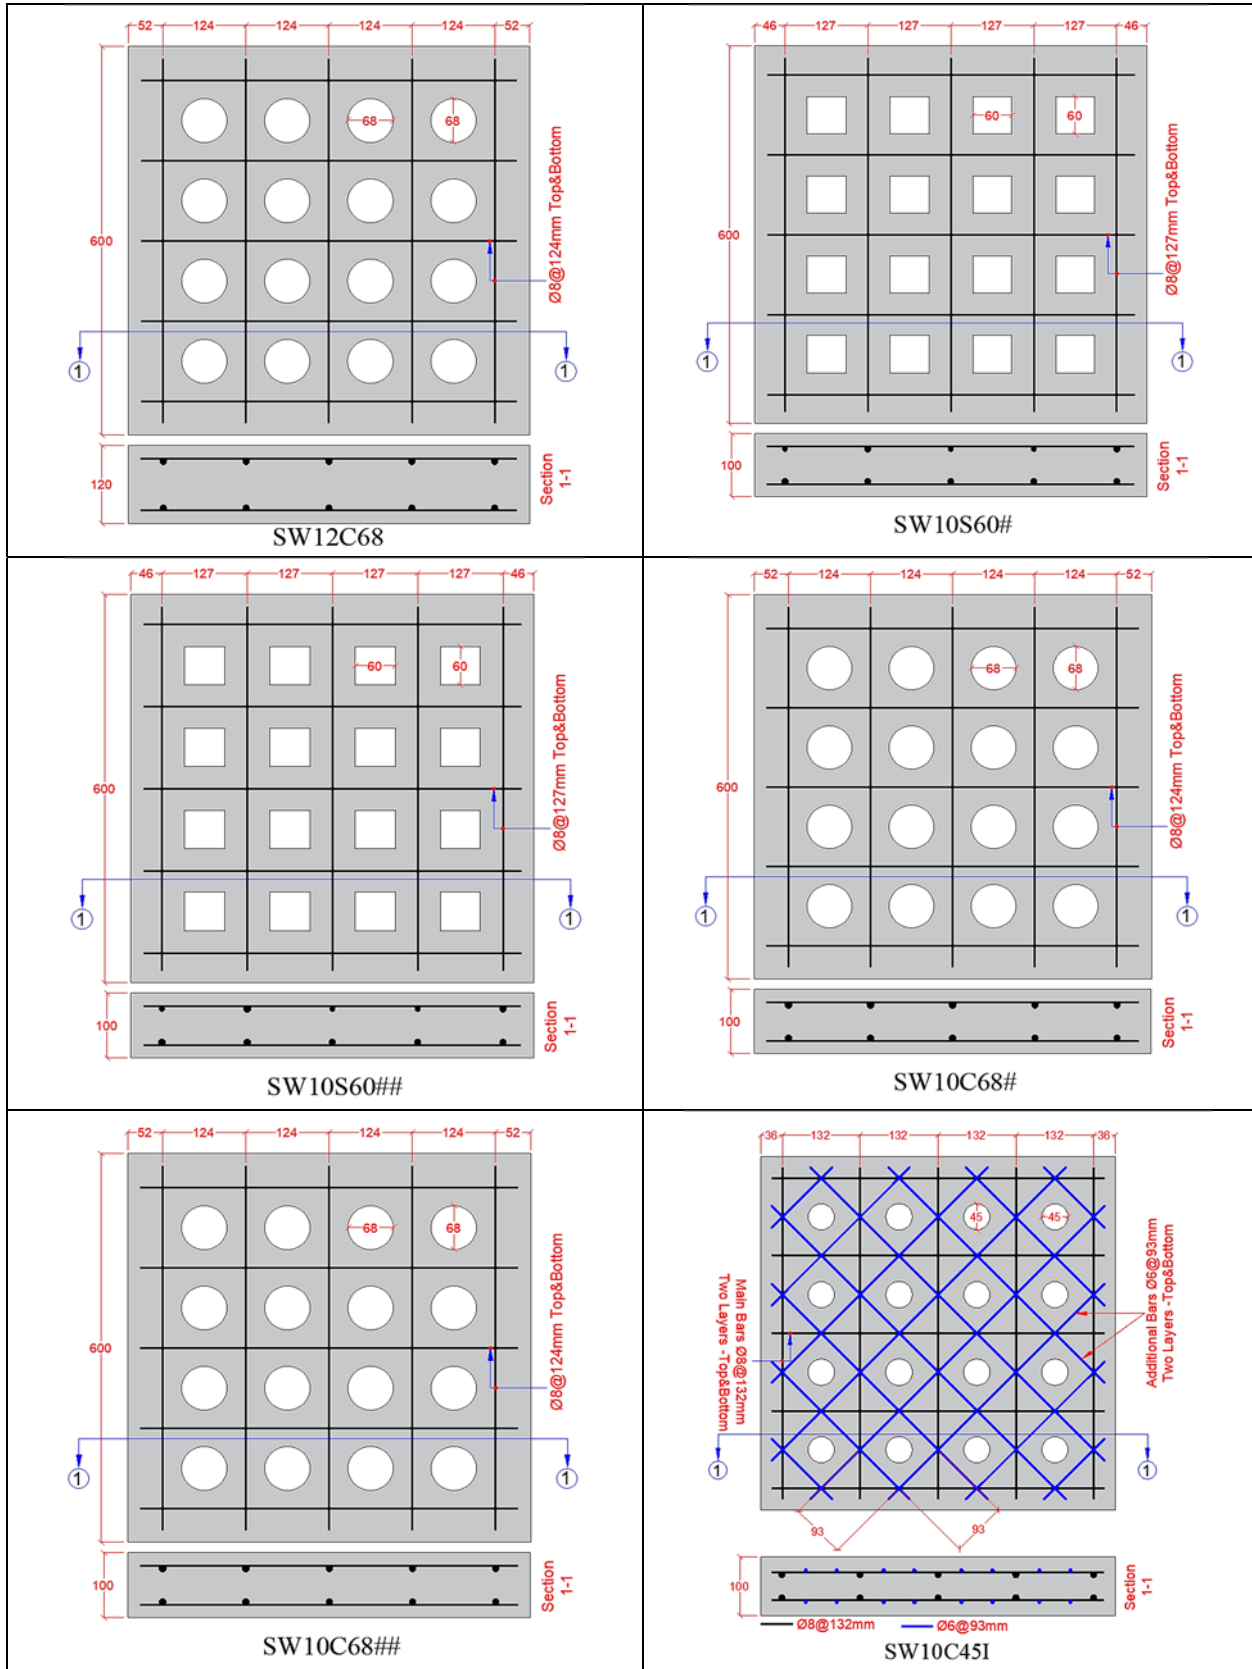 52 124 124 124 124 52
68 68
600
Ø8@124mm Top&Bottom
1 1
120
Section
1-1
SW12C68
46 127 127 127 127 46
60 60
600
Ø8@127mm Top&Bottom
1 1
100
Section
1-1
SW10S60#
46 127 127 127 127 46
60 60
600
Ø8@127mm Top&Bottom
1 1
100
Section
1-1
SW10S60##
52 124 124 124 124 52
68 68
600
Ø8@124mm Top&Bottom
1 1
100
Section
1-1
SW10C68#
52 124 124 124 124 52
68 68
600
Ø8@124mm Top&Bottom
1 1
100
Section
1-1
SW10C68##
36 132 132 132 132 36
45 45
Main Bars Ø8@132mm
Two Layers -Top&Bottom
Additional Bars Ø6@93mm
Two Layers -Top&Bottom
1 1
93 93
100
Section
1-1
Ø8@132mm Ø6@93mm
SW10C45I